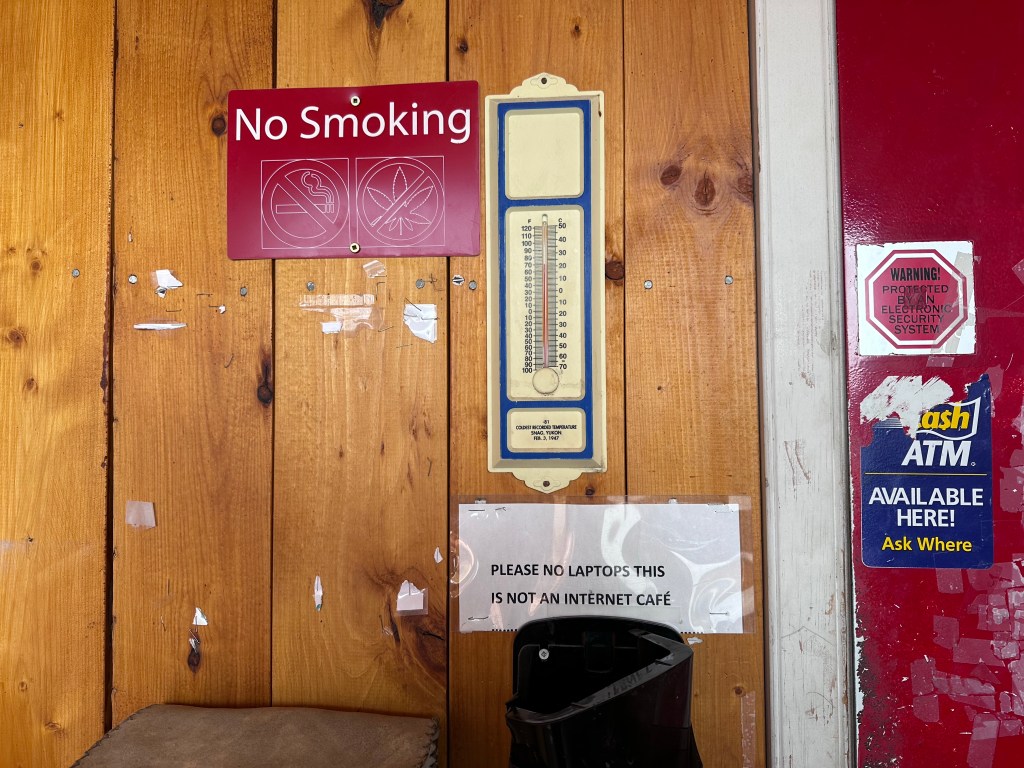 No Smoking
F C
120 50
110
100 40
90
80 30
70
60 20
50
40 10
30
20 0
10
0 10
10
20 20
30
40 30
50 40
60
70 50
80 60
90
100 70
-81
COLDEST RECORDED TEMPERATURE
SNAG, YUKON
FEB. 3, 1947
PLEASE NO LAPTOPS THIS
IS NOT AN INTERNET CAFÉ
WARNING!
PROTECTED
BY AN
ELECTRONIC
SECURITY
SYSTEM
ash
ATM
AVAILABLE
HERE!
Ask Where